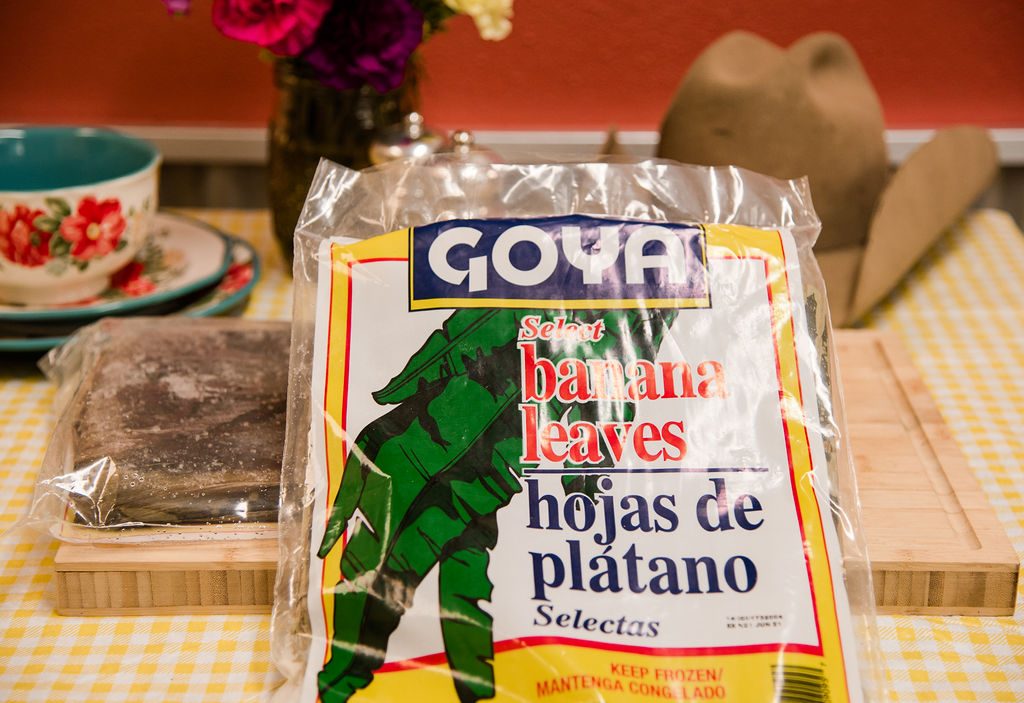 GOYA
Select
banana
leaves
hojas de
plátano
Selectas
KEEP FROZEN/
MANTENGA CONGELADO